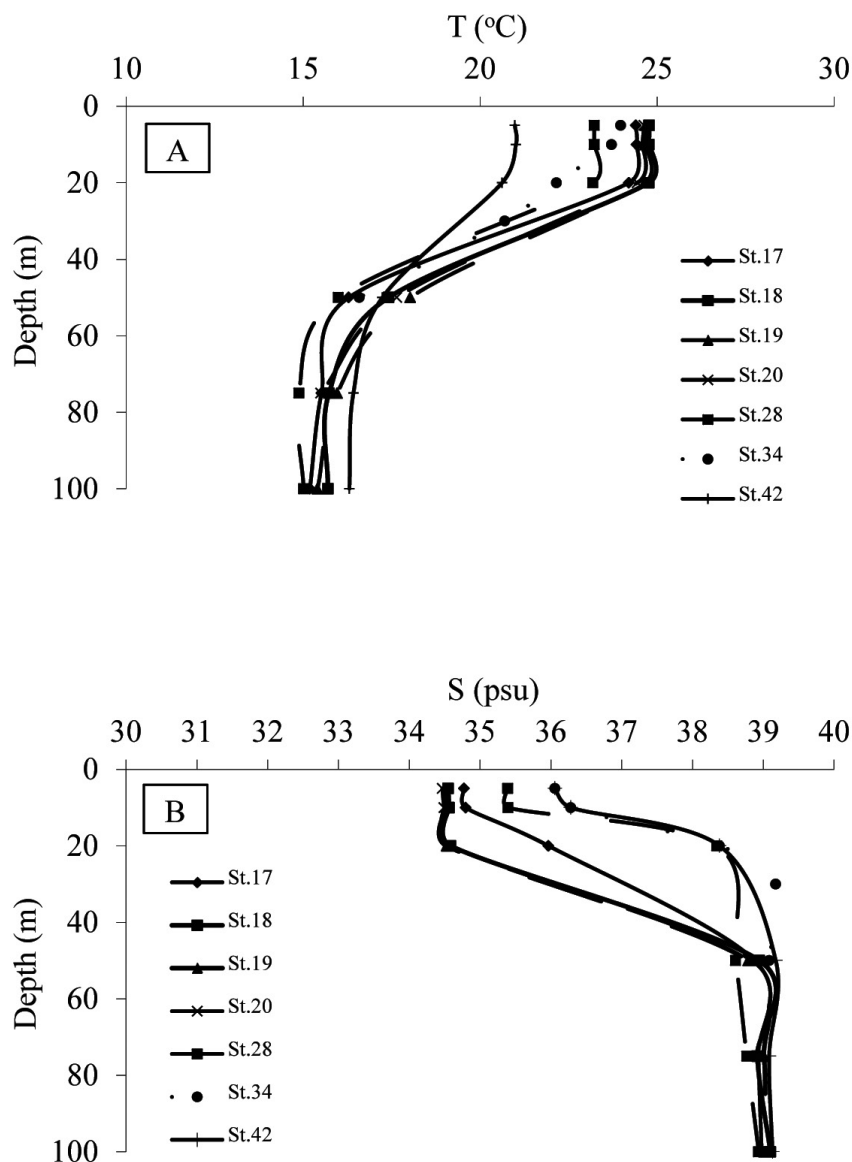 T (°C)
10 15 20 25 30
0
20
40
60
80
100
Depth (m)
A
St.17
St.18
St.19
St.20
St.28
St.34
St.42
S (psu)
30 31 32 33 34 35 36 37 38 39 40
0
20
40
60
80
100
Depth (m)
B
St.17
St.18
St.19
St.20
St.28
St.34
St.42